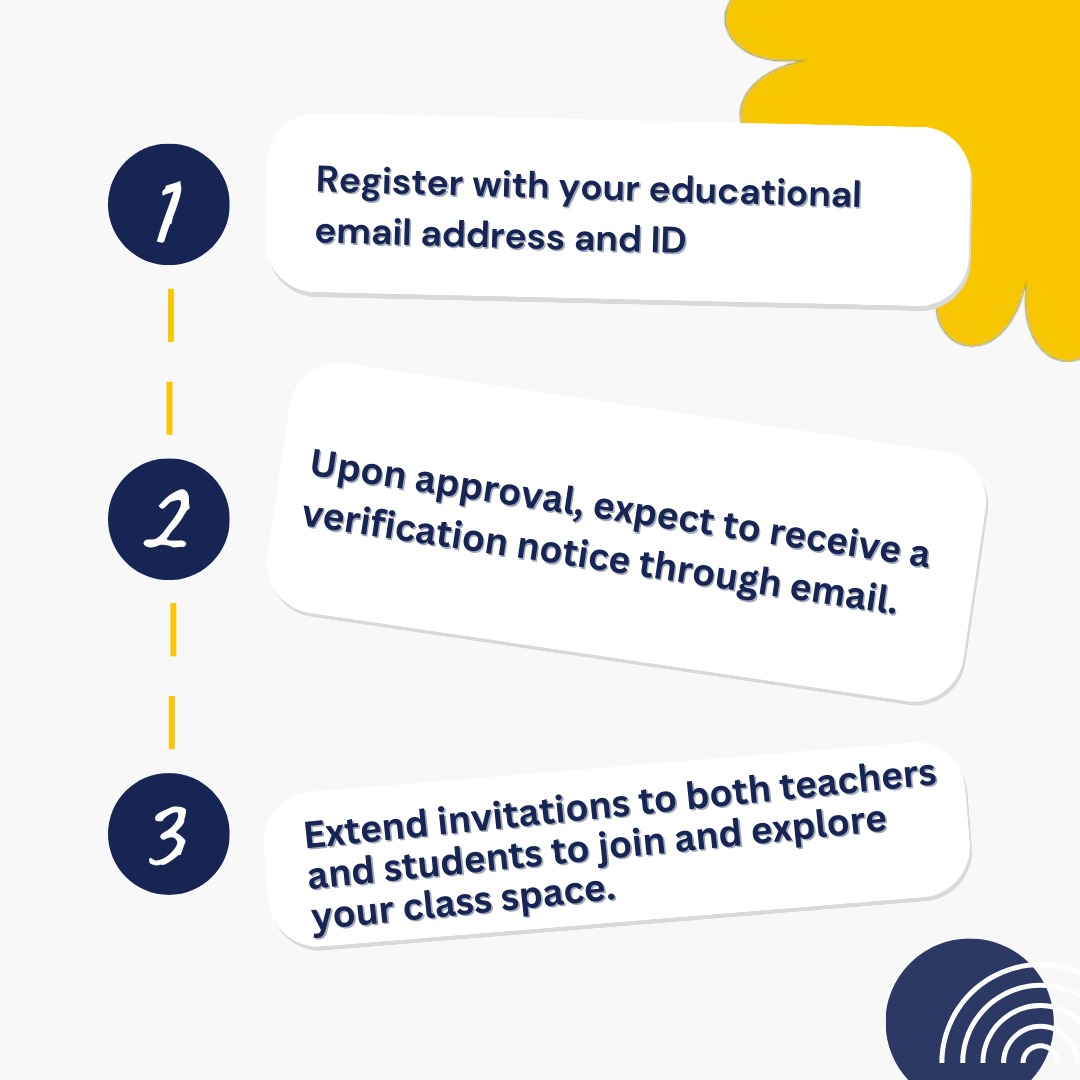 1
Register with your educational
email address and ID
2
Upon approval, expect to receive a
verification notice through email.
3
Extend invitations to both teachers
and students to join and explore
your class space.